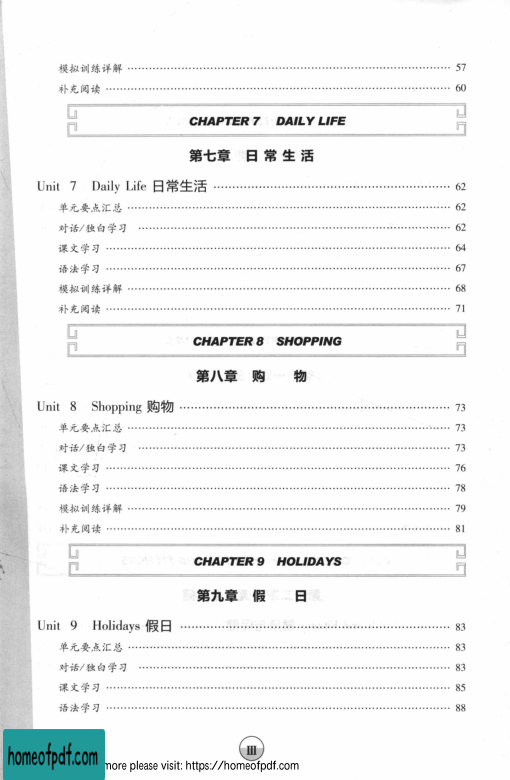 模拟训练详解 57
补充阅读 60
CHAPTER 7 DAILY LIFE
第七章 日常生活
Unit 7 Daily Life 日常生活 62
单元要点汇总 62
对话/独白学习 62
课文学习 64
语法学习 67
模拟训练详解 68
补充阅读 71
CHAPTER 8 SHOPPING
第八章 购 物
Unit 8 Shopping 购物 73
单元要点汇总 73
对话/独白学习 73
课文学习 76
语法学习 78
模拟训练详解 79
补充阅读 81
CHAPTER 9 HOLIDAYS
第九章 假 日
Unit 9 Holidays 假日 83
单元要点汇总 83
对话/独白学习 83
课文学习 85
语法学习 88
III
homeofpdf.com
more please visit: https://homeofpdf.com